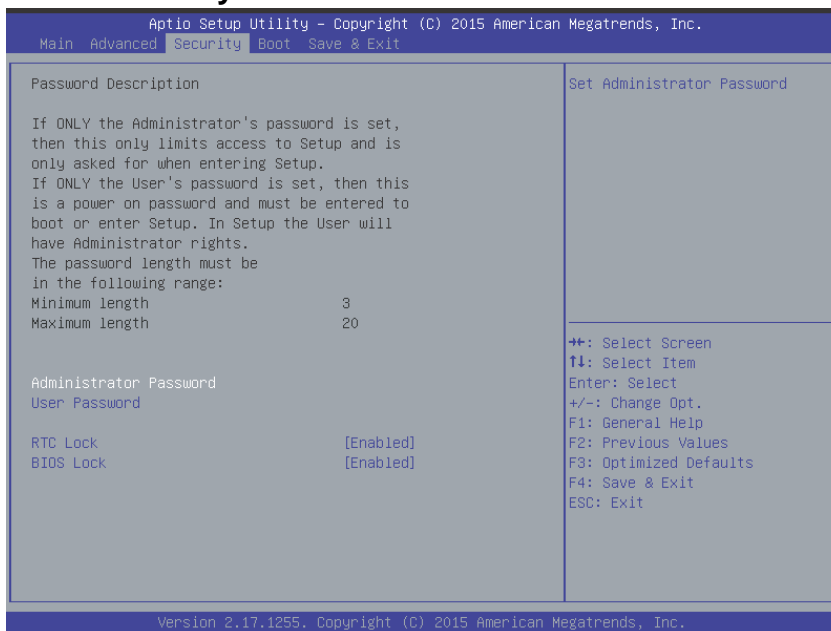 Aptio Setup Utility – Copyright (C) 2015 American Megatrends, Inc.
Main Advanced Security Boot Save & Exit
Password Description
If ONLY the Administrator's password is set,
then this only limits access to Setup and is
only asked for when entering Setup.
If ONLY the User's password is set, then this
is a power on password and must be entered to
boot or enter Setup. In Setup the User will
have Administrator rights.
The password length must be
in the following range:
Minimum length 3
Maximum length 20
Administrator Password
User Password
RTC Lock [Enabled]
BIOS Lock [Enabled]
Set Administrator Password
→←: Select Screen
↑↓: Select Item
Enter: Select
+/-: Change Opt.
F1: General Help
F2: Previous Values
F3: Optimized Defaults
F4: Save & Exit
ESC: Exit
Version 2.17.1255. Copyright (C) 2015 American Megatrends, Inc.